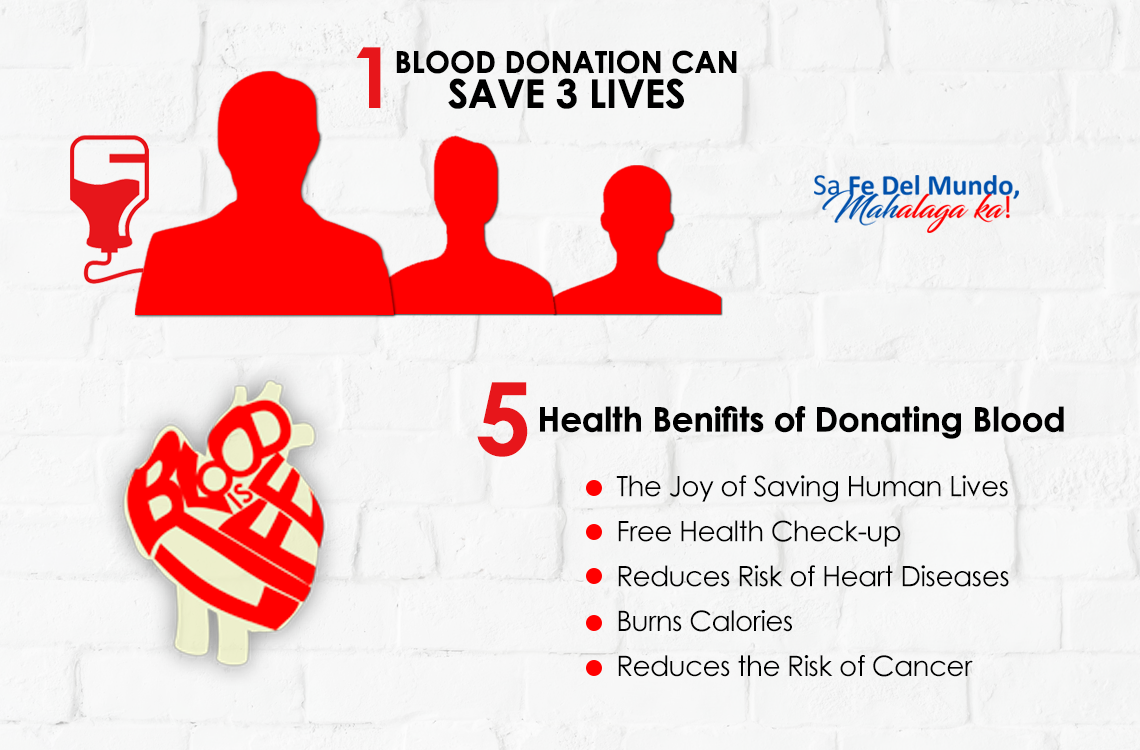 1 BLOOD DONATION CAN
SAVE 3 LIVES
Sa Fe Del Mundo,
Mahalaga ka!
BLOOD
IS
LIFE
5 Health Benifits of Donating Blood
The Joy of Saving Human Lives
Free Health Check-up
Reduces Risk of Heart Diseases
Burns Calories
Reduces the Risk of Cancer